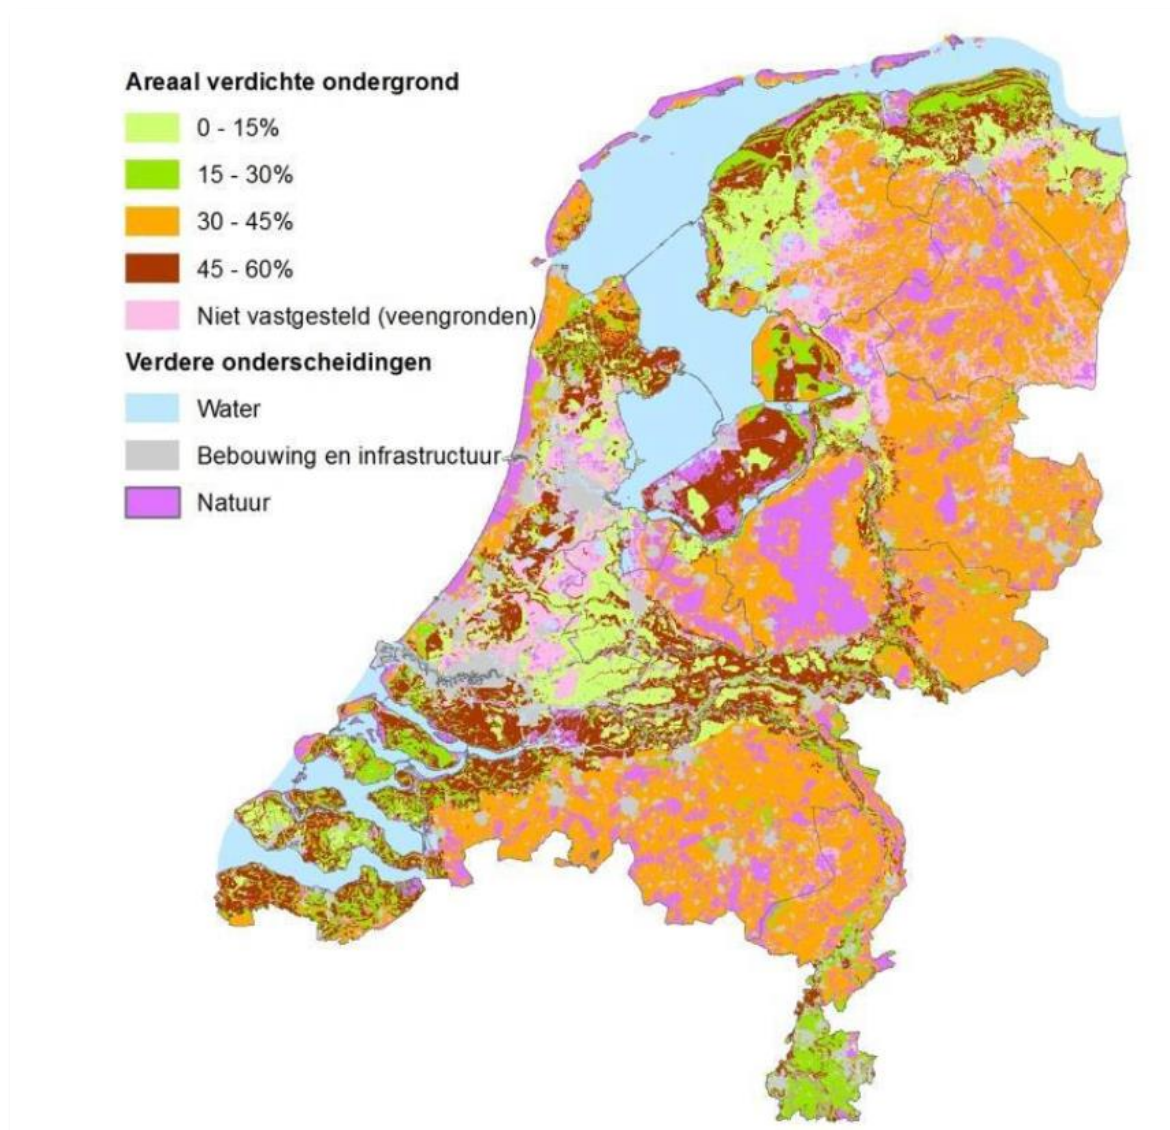 Areaal verdichte ondergrond
0 - 15%
15 - 30%
30 - 45%
45 - 60%
Niet vastgesteld (veengronden)
Verdere onderscheidingen
Water
Bebouwing en infrastructuur
Natuur